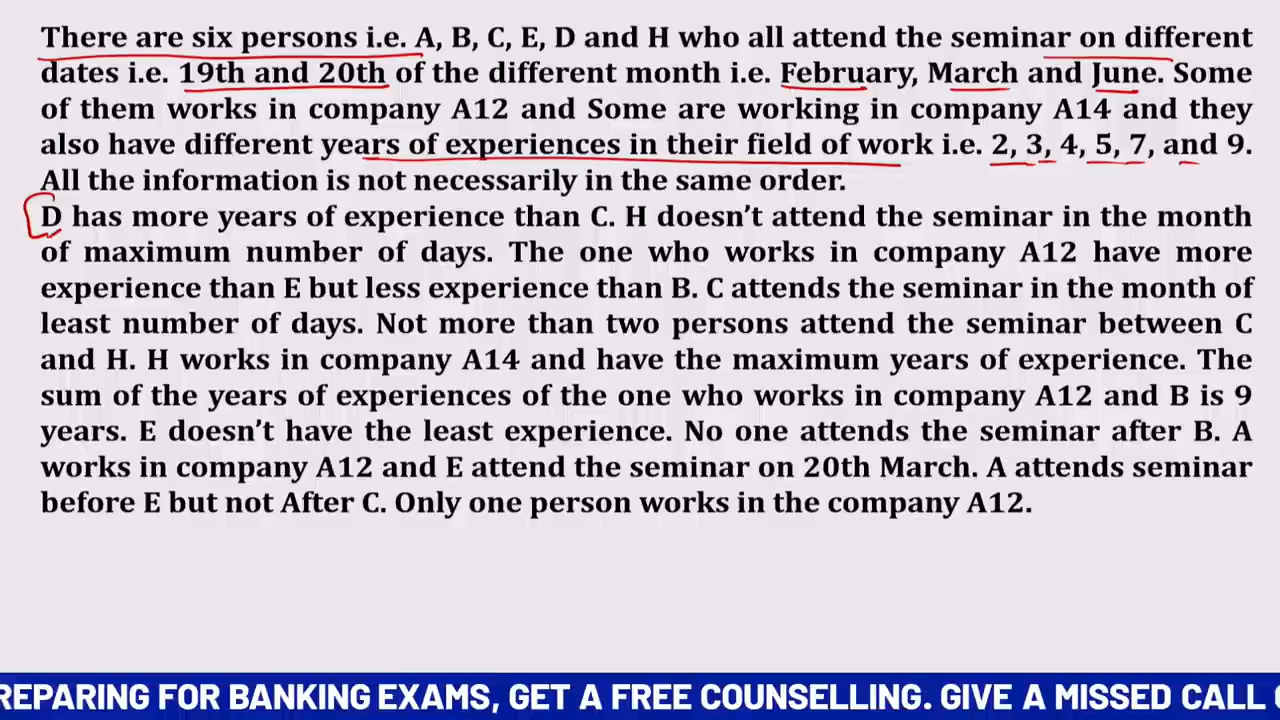 There are six persons i.e. A, B, C, E, D and H who all attend the seminar on different
dates i.e. 19th and 20th of the different month i.e. February, March and June. Some
of them works in company A12 and Some are working in company A14 and they
also have different years of experiences in their field of work i.e. 2, 3, 4, 5, 7, and 9.
All the information is not necessarily in the same order.
D has more years of experience than C. H doesn't attend the seminar in the month
of maximum number of days. The one who works in company A12 have more
experience than E but less experience than B. C attends the seminar in the month of
least number of days. Not more than two persons attend the seminar between C
and H. H works in company A14 and have the maximum years of experience. The
sum of the years of experiences of the one who works in company A12 and B is 9
years. E doesn't have the least experience. No one attends the seminar after B. A
works in company A12 and E attend the seminar on 20th March. A attends seminar
before E but not After C. Only one person works in the company A12.
REPARING FOR BANKING EXAMS, GET A FREE COUNSELLING. GIVE A MISSED CALL